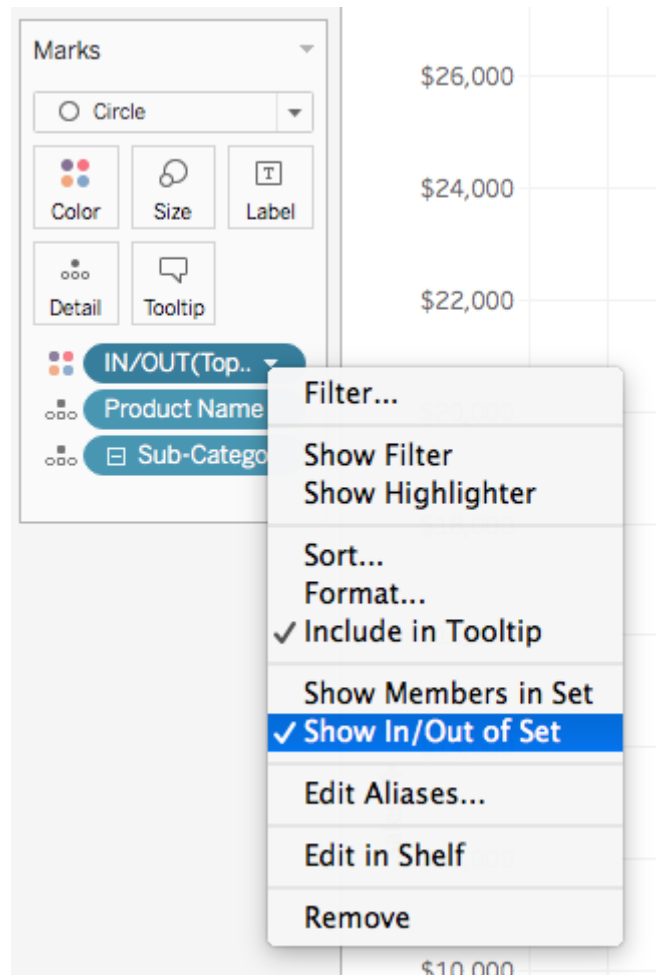 Marks
Circle
Color
Size
Label
Detail
Tooltip
IN/OUT(Top..
Product Name
Sub-Catego
$26,000
$24,000
$22,000
Filter...
Show Filter
Show Highlighter
Sort...
Format...
Include in Tooltip
Show Members in Set
Show In/Out of Set
Edit Aliases...
Edit in Shelf
Remove
$10,000